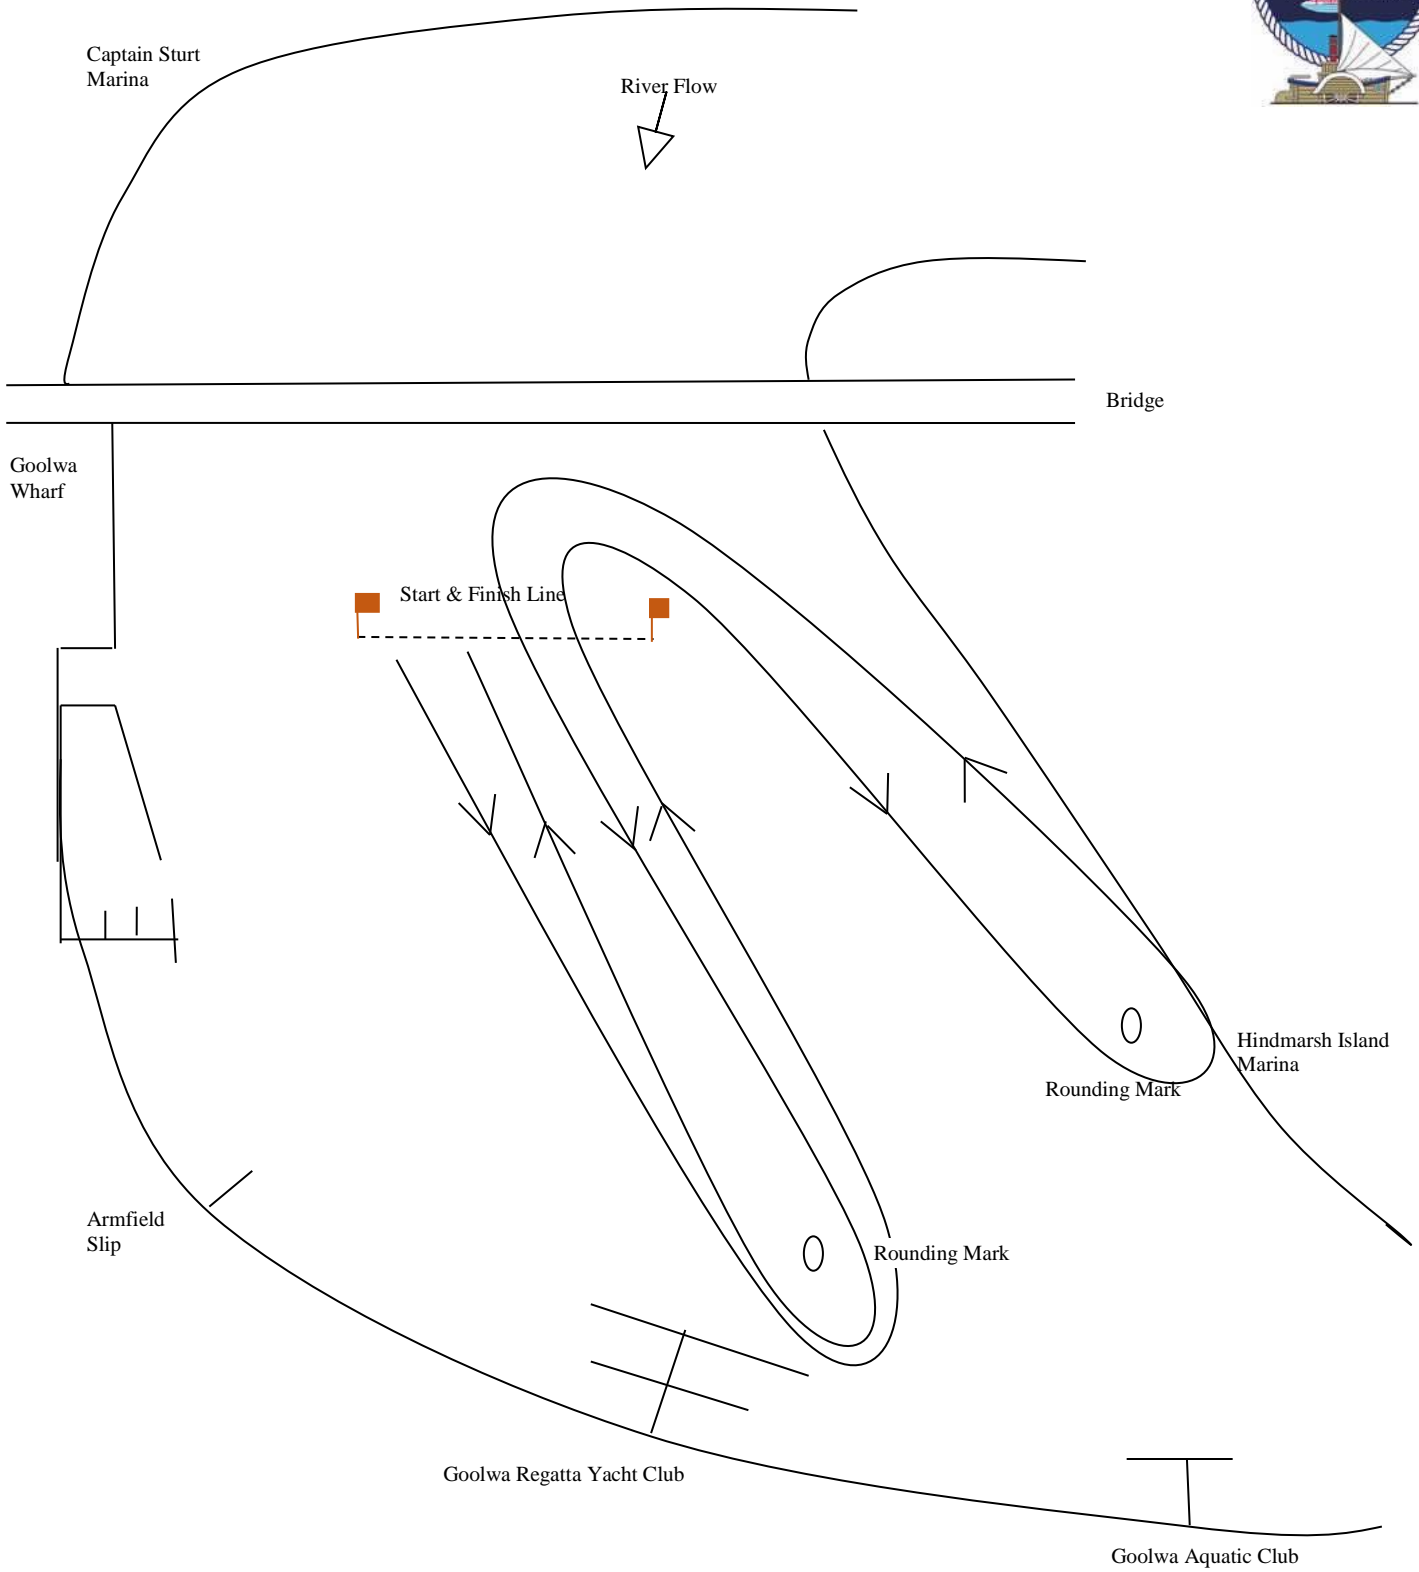 Captain Sturt
Marina
River Flow
Bridge
Goolwa
Wharf
Start & Finish Line
Hindmarsh Island
Marina
Rounding Mark
Armfield
Slip
Rounding Mark
Goolwa Regatta Yacht Club
Goolwa Aquatic Club